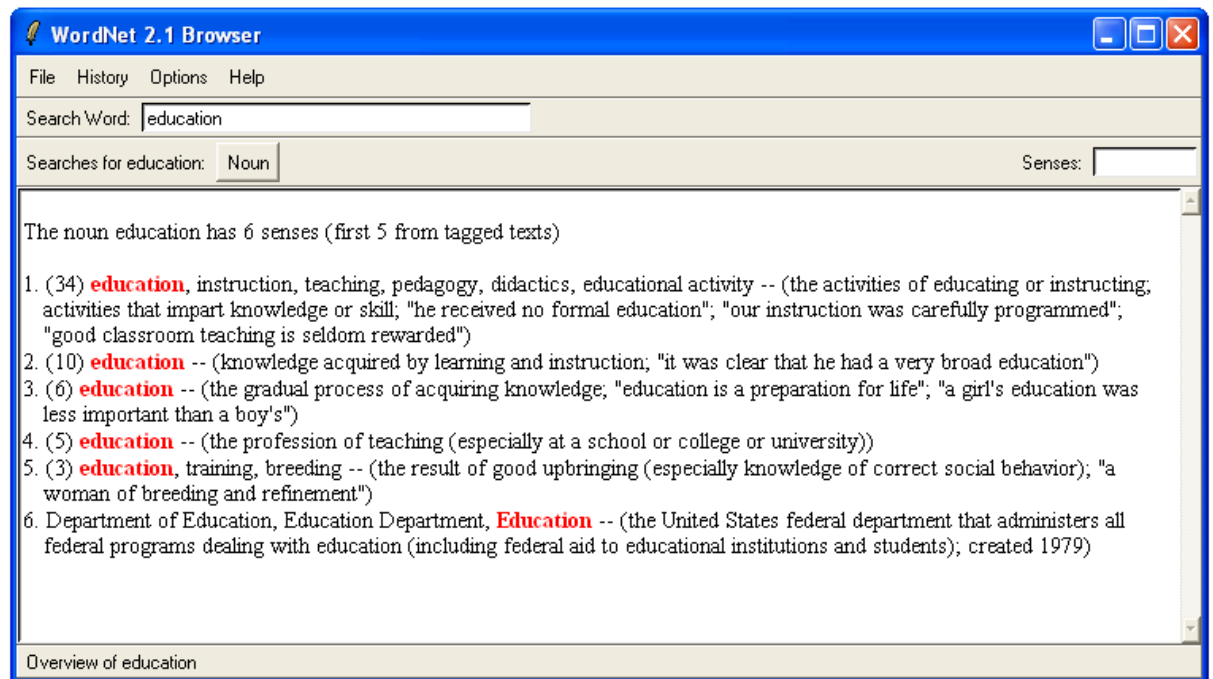 WordNet 2.1 Browser
File History Options Help
Search Word: education
Searches for education: Noun Senses:
The noun education has 6 senses (first 5 from tagged texts)
1. (34) education, instruction, teaching, pedagogy, didactics, educational activity -- (the activities of educating or instructing;
activities that impart knowledge or skill; "he received no formal education"; "our instruction was carefully programmed";
"good classroom teaching is seldom rewarded")
2. (10) education -- (knowledge acquired by learning and instruction; "it was clear that he had a very broad education")
3. (6) education -- (the gradual process of acquiring knowledge; "education is a preparation for life"; "a girl's education was
less important than a boy's")
4. (5) education -- (the profession of teaching (especially at a school or college or university))
5. (3) education, training, breeding -- (the result of good upbringing (especially knowledge of correct social behavior); "a
woman of breeding and refinement")
6. Department of Education, Education Department, Education -- (the United States federal department that administers all
federal programs dealing with education (including federal aid to educational institutions and students); created 1979)
Overview of education